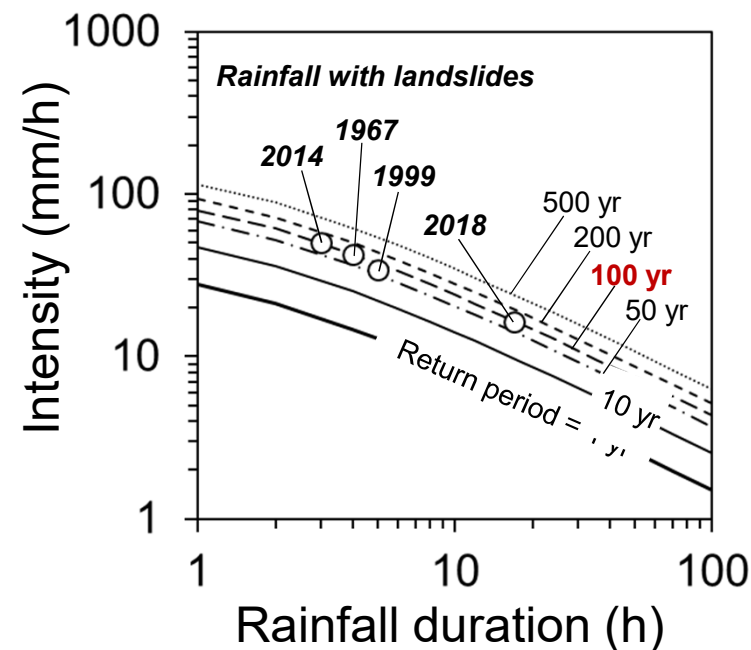 1000
Rainfall with landslides
1967
2014
1999
100
2018
500 yr
200 yr
100 yr
50 yr
Intensity (mm/h)
10
Return period =
10 yr
1
1
10
100
Rainfall duration (h)